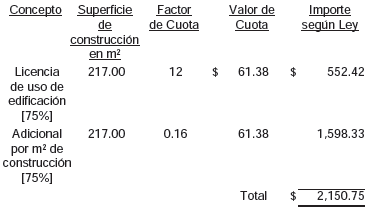 Concepto Superficie de construcción en m² Factor de Cuota Valor de Cuota Importe según Ley
Licencia de uso de edificación [75%] 217.00 12 $ 61.38 $ 552.42
Adicional por m² de construcción [75%] 217.00 0.16 61.38 1,598.33
Total $ 2,150.75